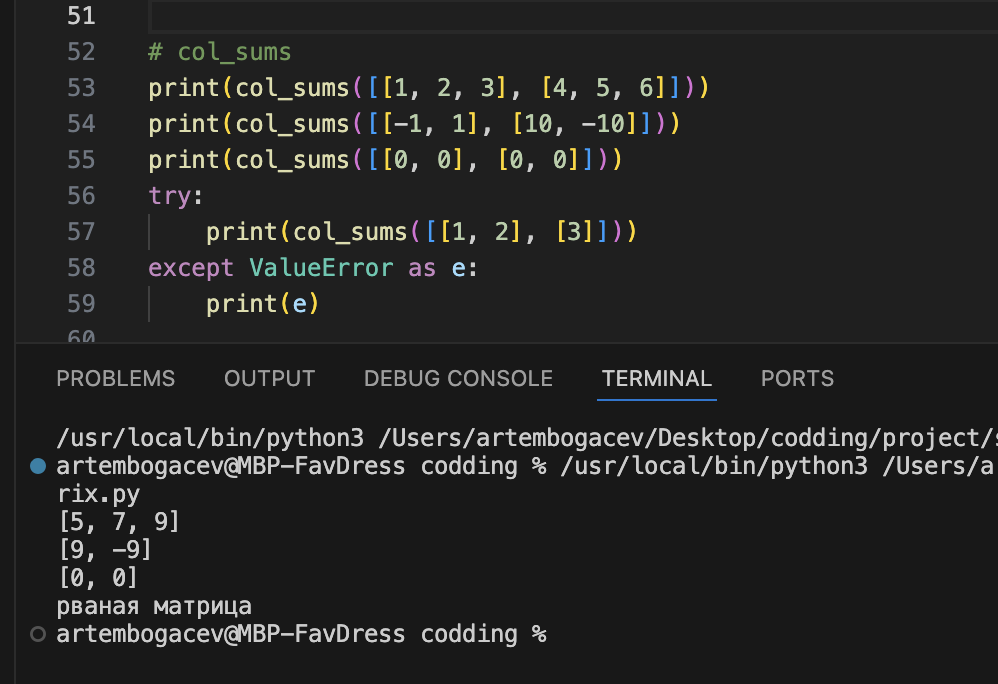 51
52 # col_sums
53 print(col_sums([[1, 2, 3], [4, 5, 6]]))
54 print(col_sums([[-1, 1], [10, -10]]))
55 print(col_sums([[0, 0], [0, 0]]))
56 try:
57     print(col_sums([[1, 2], [3]]))
58 except ValueError as e:
59     print(e)
60
PROBLEMS OUTPUT DEBUG CONSOLE TERMINAL PORTS
/usr/local/bin/python3 /Users/artembogacev/Desktop/codding/project/
artembogacev@MBP-FavDress codding % /usr/local/bin/python3 /Users/a
rix.py
[5, 7, 9]
[9, -9]
[0, 0]
рваная матрица
artembogacev@MBP-FavDress codding %